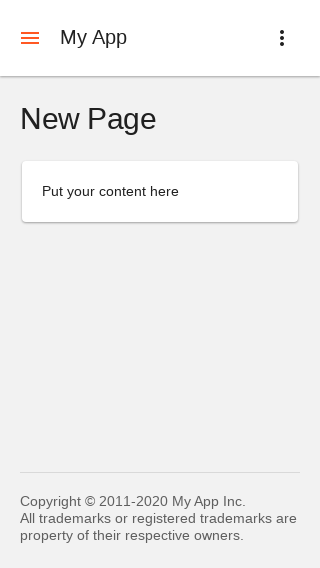 My App
New Page
Put your content here
Copyright © 2011-2020 My App Inc.
All trademarks or registered trademarks are
property of their respective owners.